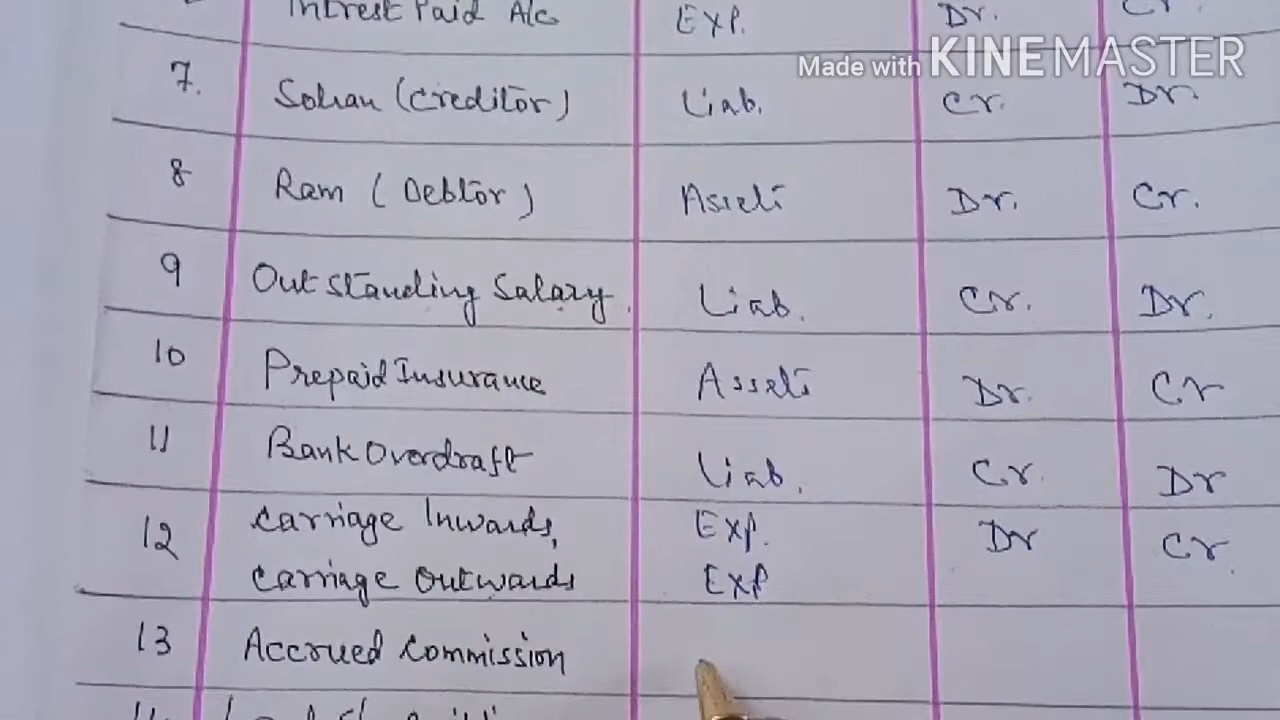 Intrest Paid A/c Exp. Dr. Cr.
Made with KINEMASTER
7. Sohan (Creditor) Liab. Cr. Dr.
8 Ram (Debtor) Assets Dr. Cr.
9 Outstanding Salary. Liab. Cr. Dr.
10 Prepaid Insurance Assets Dr. Cr
11 Bank Overdraft Liab. Cr. Dr
12 Carriage Inwards, Exp. Dr Cr.
Carriage Outwards Exp
13 Accrued Commission